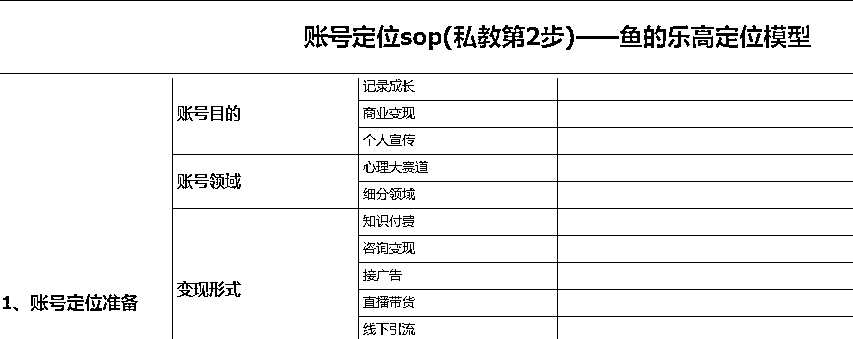 账号定位sop(私教第2步)——鱼的乐高定位模型
1、账号定位准备
账号目的
记录成长
商业变现
个人宣传
账号领域
心理大赛道
细分领域
变现形式
知识付费
咨询变现
接广告
直播带货
线下引流